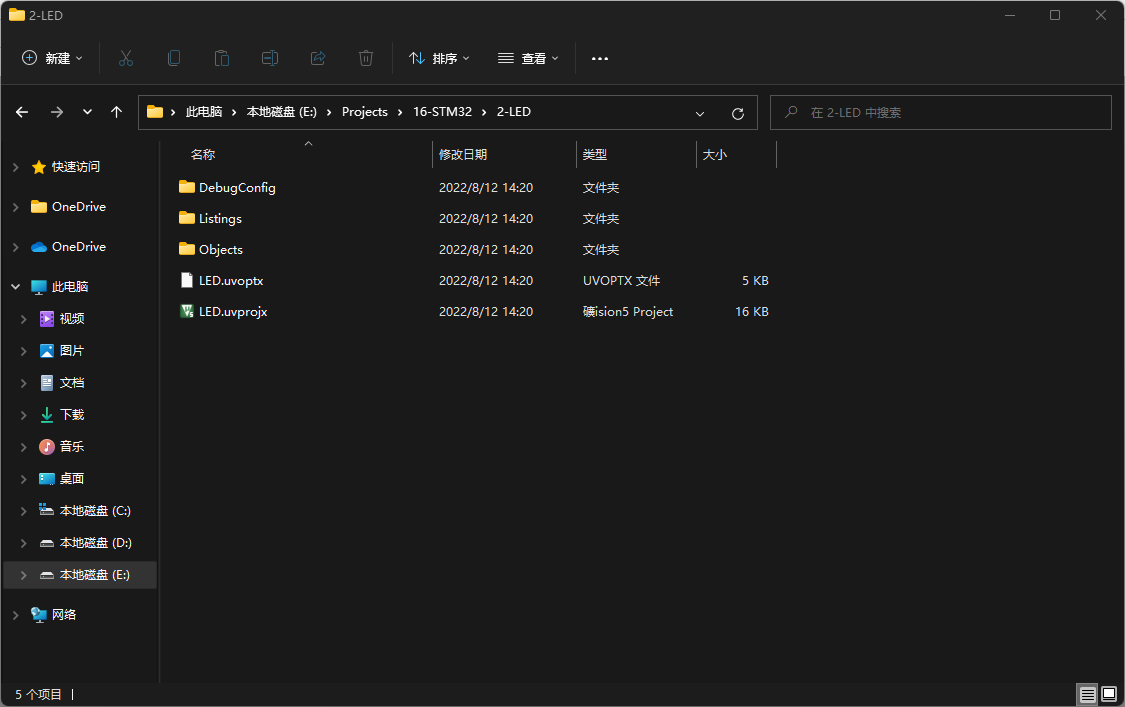 2-LED
新建
排序
查看
此电脑 本地磁盘 (E:) Projects 16-STM32 2-LED
在 2-LED 中搜索
快速访问
OneDrive
OneDrive
此电脑
视频
图片
文档
下载
音乐
桌面
本地磁盘 (C:)
本地磁盘 (D:)
本地磁盘 (E:)
网络
名称 修改日期 类型 大小
DebugConfig 2022/8/12 14:20 文件夹
Listings 2022/8/12 14:20 文件夹
Objects 2022/8/12 14:20 文件夹
LED.uvoptx 2022/8/12 14:20 UVOPTX 文件 5 KB
LED.uvprojx 2022/8/12 14:20 礦ision5 Project 16 KB
5 个项目